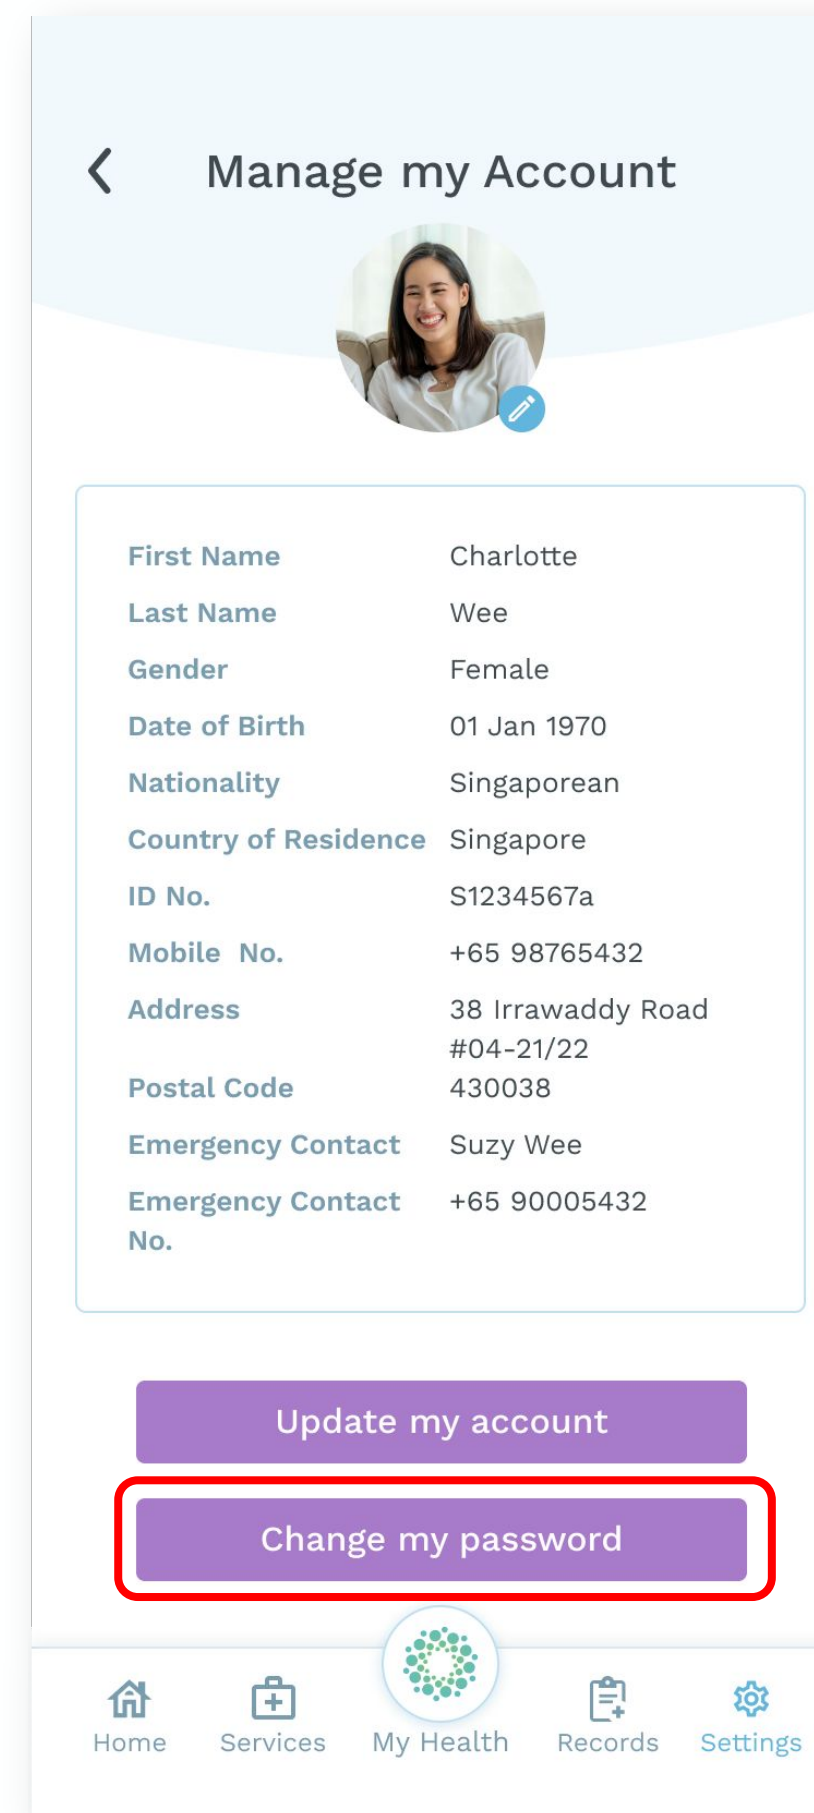 Manage my Account
First Name Charlotte
Last Name Wee
Gender Female
Date of Birth 01 Jan 1970
Nationality Singaporean
Country of Residence Singapore
ID No. S1234567a
Mobile No. +65 98765432
Address 38 Irrawaddy Road
#04-21/22
Postal Code 430038
Emergency Contact Suzy Wee
Emergency Contact +65 90005432
No.
Update my account
Change my password
Home Services My Health Records Settings